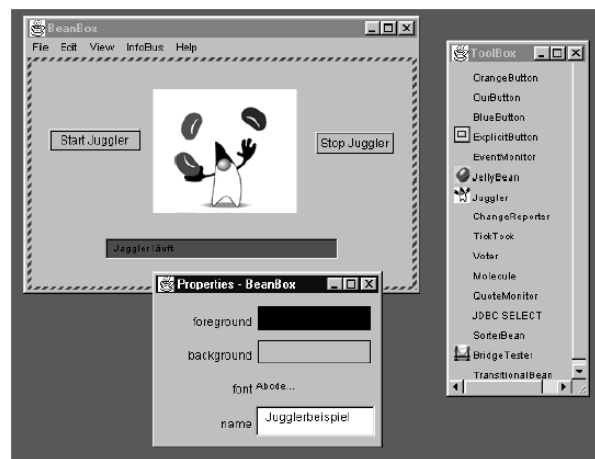 BeanBox
File Edit View InfoBus Help
Start Juggler
Stop Juggler
Juggler läuft
Properties - BeanBox
foreground
background
font Abcde...
name Jugglerbeispiel
ToolBox
OrangeButton
OurButton
BlueButton
ExplicitButton
EventMonitor
JellyBean
Juggler
ChangeReporter
TickTock
Voter
Molecule
QuoteMonitor
JDBC SELECT
SorterBean
BridgeTester
TransitionalBean